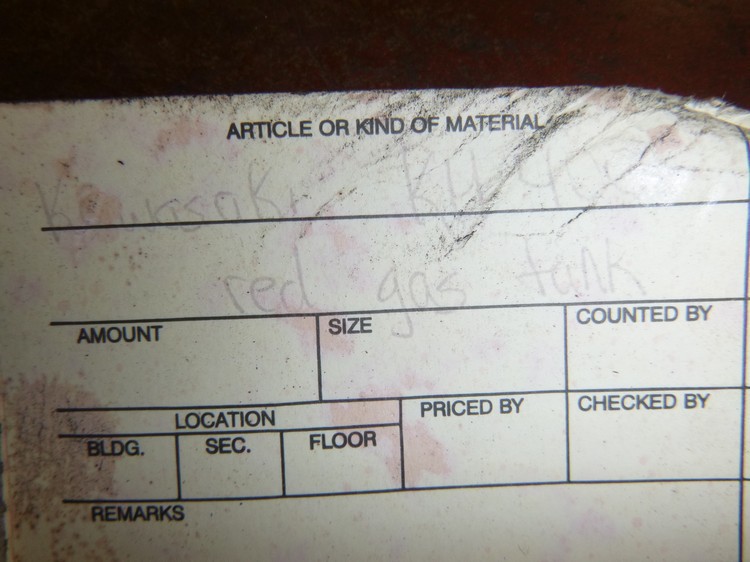 ARTICLE OR KIND OF MATERIAL
Kawasaki
red gas tank
AMOUNT SIZE COUNTED BY
LOCATION PRICED BY CHECKED BY
BLDG. SEC. FLOOR
REMARKS